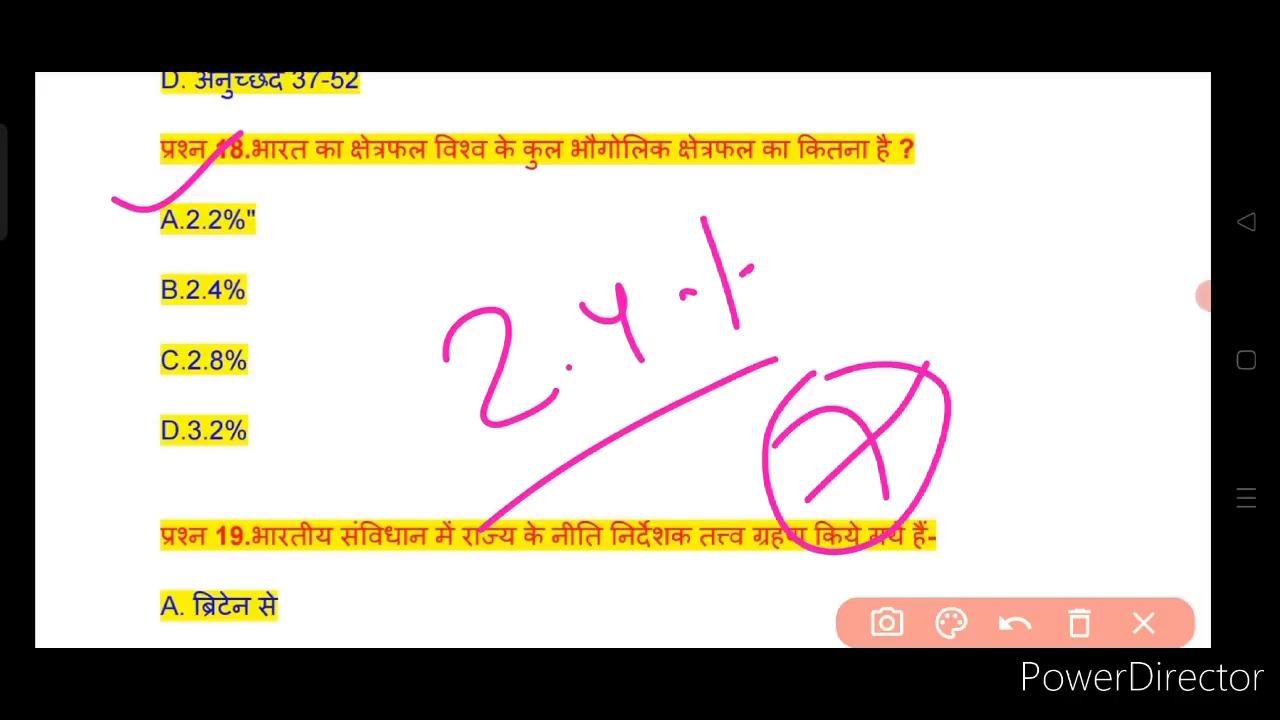 D. अनुच्छेद 37-52
प्रश्न 18.भारत का क्षेत्रफल विश्व के कुल भौगोलिक क्षेत्रफल का कितना है ?
A.2.2%"
B.2.4%
C.2.8%
D.3.2%
2.4%
प्रश्न 19.भारतीय संविधान में राज्य के नीति निर्देशक तत्त्व ग्रहण किये गये हैं-
A. ब्रिटेन से
PowerDirector